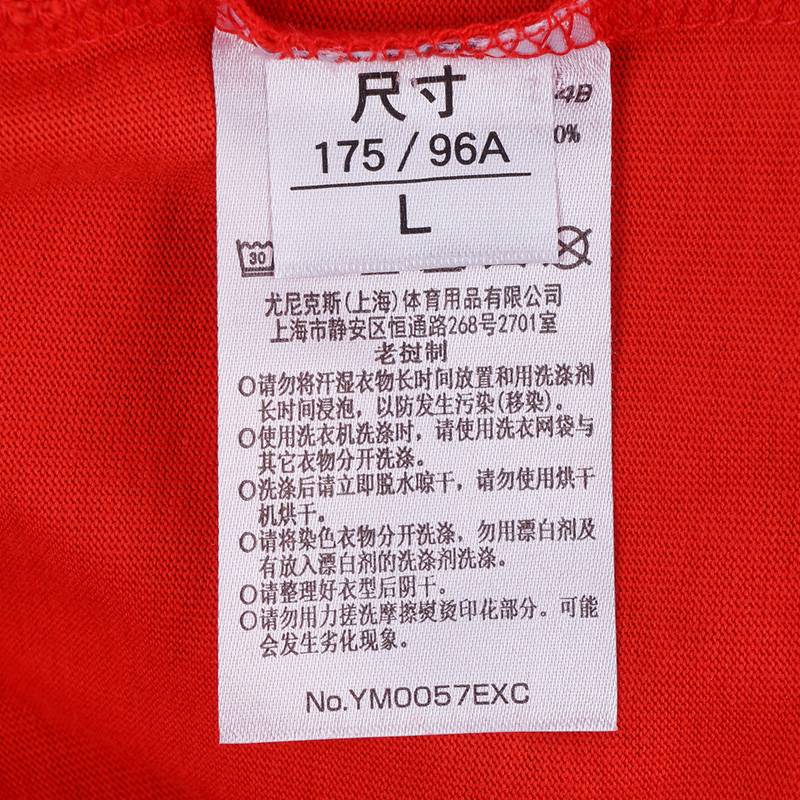 尺寸
175/96A
L
4B
0%
30
尤尼克斯(上海)体育用品有限公司
上海市静安区恒通路268号2701室
老挝制
○请勿将汗湿衣物长时间放置和用洗涤剂
长时间浸泡，以防发生污染(移染)。
○使用洗衣机洗涤时，请使用洗衣网袋与
其它衣物分开洗涤。
○洗涤后请立即脱水晾干，请勿使用烘干
机烘干。
○请将染色衣物分开洗涤，勿用漂白剂及
有放入漂白剂的洗涤剂洗涤。
○请整理好衣型后阴干。
○请勿用力搓洗摩擦熨烫印花部分。可能
会发生劣化现象。
No.YM0057EXC